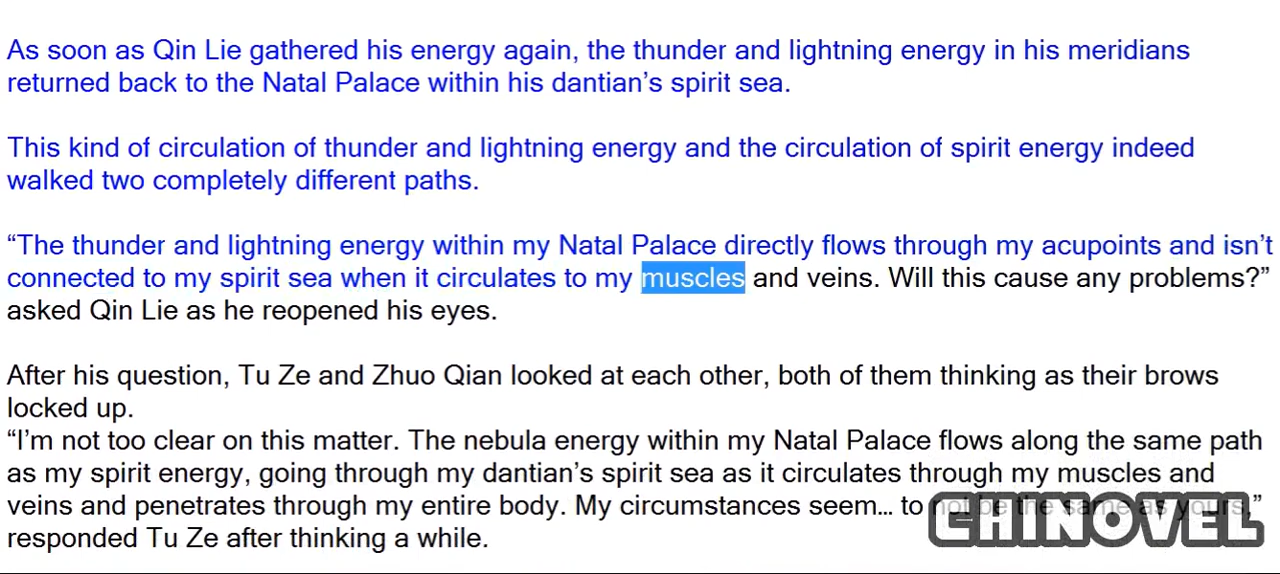 As soon as Qin Lie gathered his energy again, the thunder and lightning energy in his meridians
returned back to the Natal Palace within his dantian’s spirit sea.
This kind of circulation of thunder and lightning energy and the circulation of spirit energy indeed
walked two completely different paths.
“The thunder and lightning energy within my Natal Palace directly flows through my acupoints and isn’t
connected to my spirit sea when it circulates to my muscles and veins. Will this cause any problems?”
asked Qin Lie as he reopened his eyes.
After his question, Tu Ze and Zhuo Qian looked at each other, both of them thinking as their brows
locked up.
“I’m not too clear on this matter. The nebula energy within my Natal Palace flows along the same path
as my spirit energy, going through my dantian’s spirit sea as it circulates through my muscles and
veins and penetrates through my entire body. My circumstances seem… to not be the same as yours,”
responded Tu Ze after thinking a while.
CHINOVEL